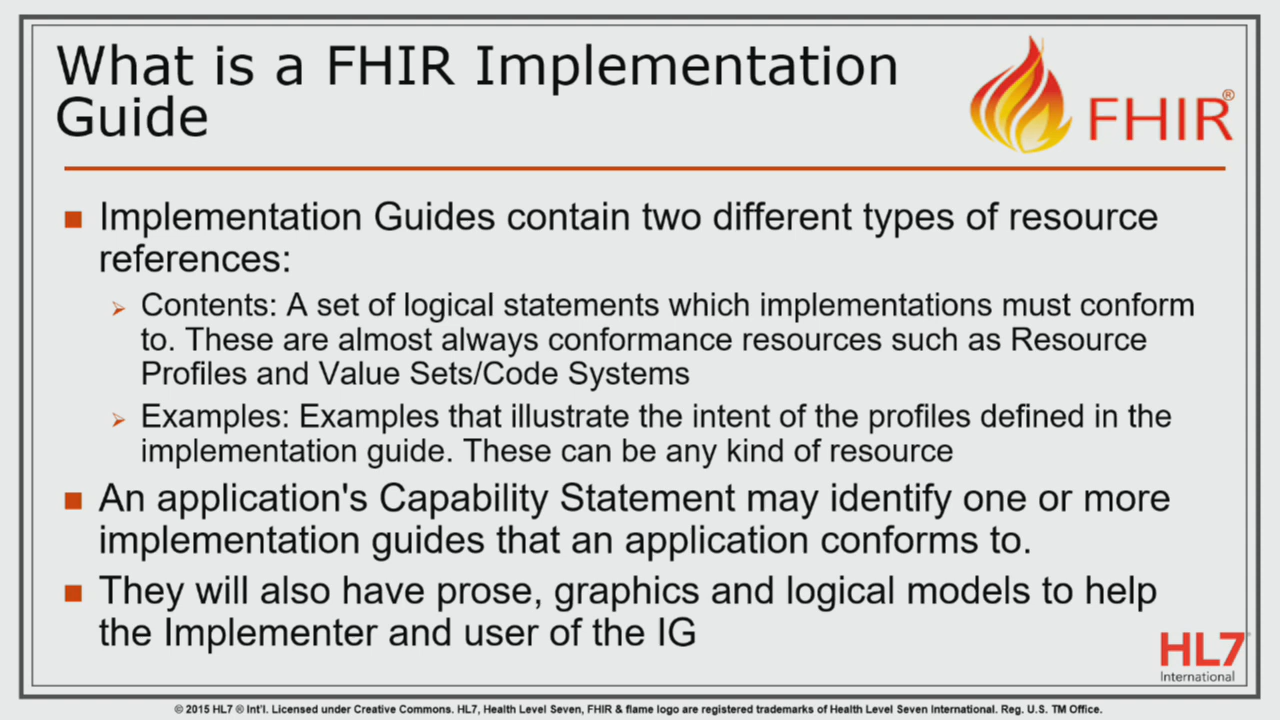 What is a FHIR Implementation
Guide
FHIR®
Implementation Guides contain two different types of resource
references:
Contents: A set of logical statements which implementations must conform
to. These are almost always conformance resources such as Resource
Profiles and Value Sets/Code Systems
Examples: Examples that illustrate the intent of the profiles defined in the
implementation guide. These can be any kind of resource
An application's Capability Statement may identify one or more
implementation guides that an application conforms to.
They will also have prose, graphics and logical models to help
the Implementer and user of the IG
HL7®
International
© 2015 HL7 ® Int'l. Licensed under Creative Commons. HL7, Health Level Seven, FHIR & flame logo are registered trademarks of Health Level Seven International. Reg. U.S. TM Office.